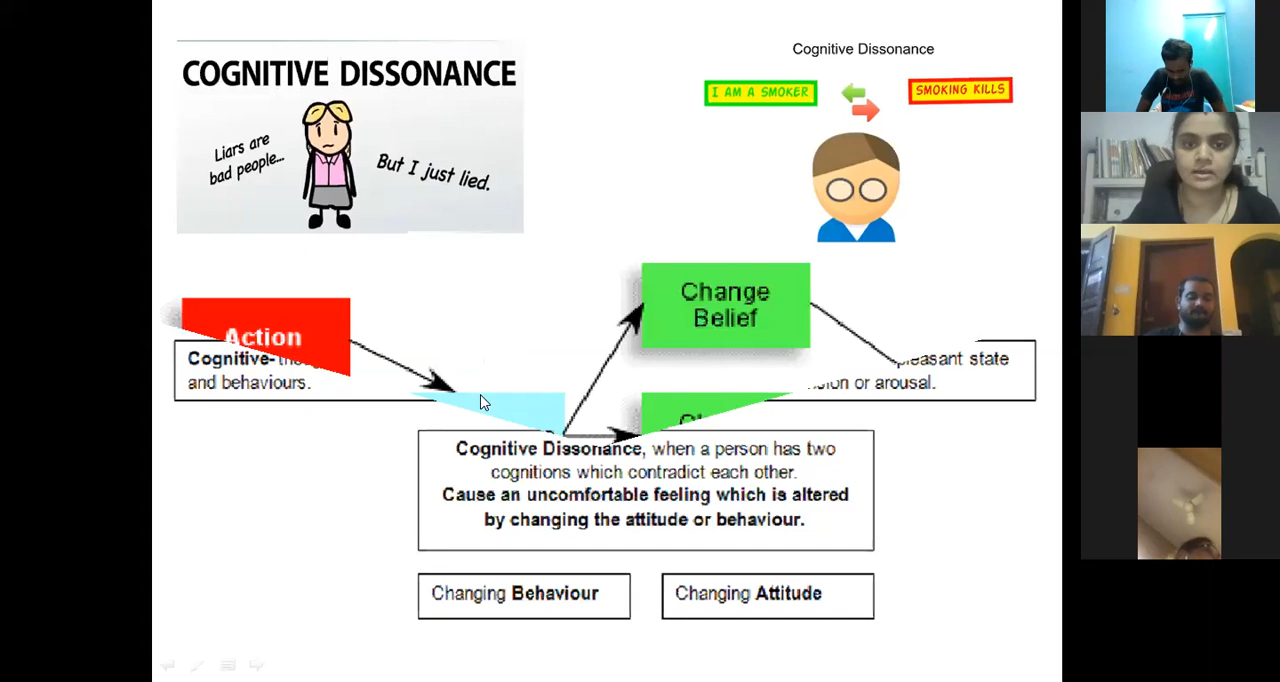 COGNITIVE DISSONANCE
Liars are
bad people...
But I just lied.
Cognitive Dissonance
I AM A SMOKER
SMOKING KILLS
Action
Change
Belief
Cognitive-
and behaviours.
state
or arousal.
Cognitive Dissonance, when a person has two
cognitions which contradict each other.
Cause an uncomfortable feeling which is altered
by changing the attitude or behaviour.
Changing Behaviour
Changing Attitude